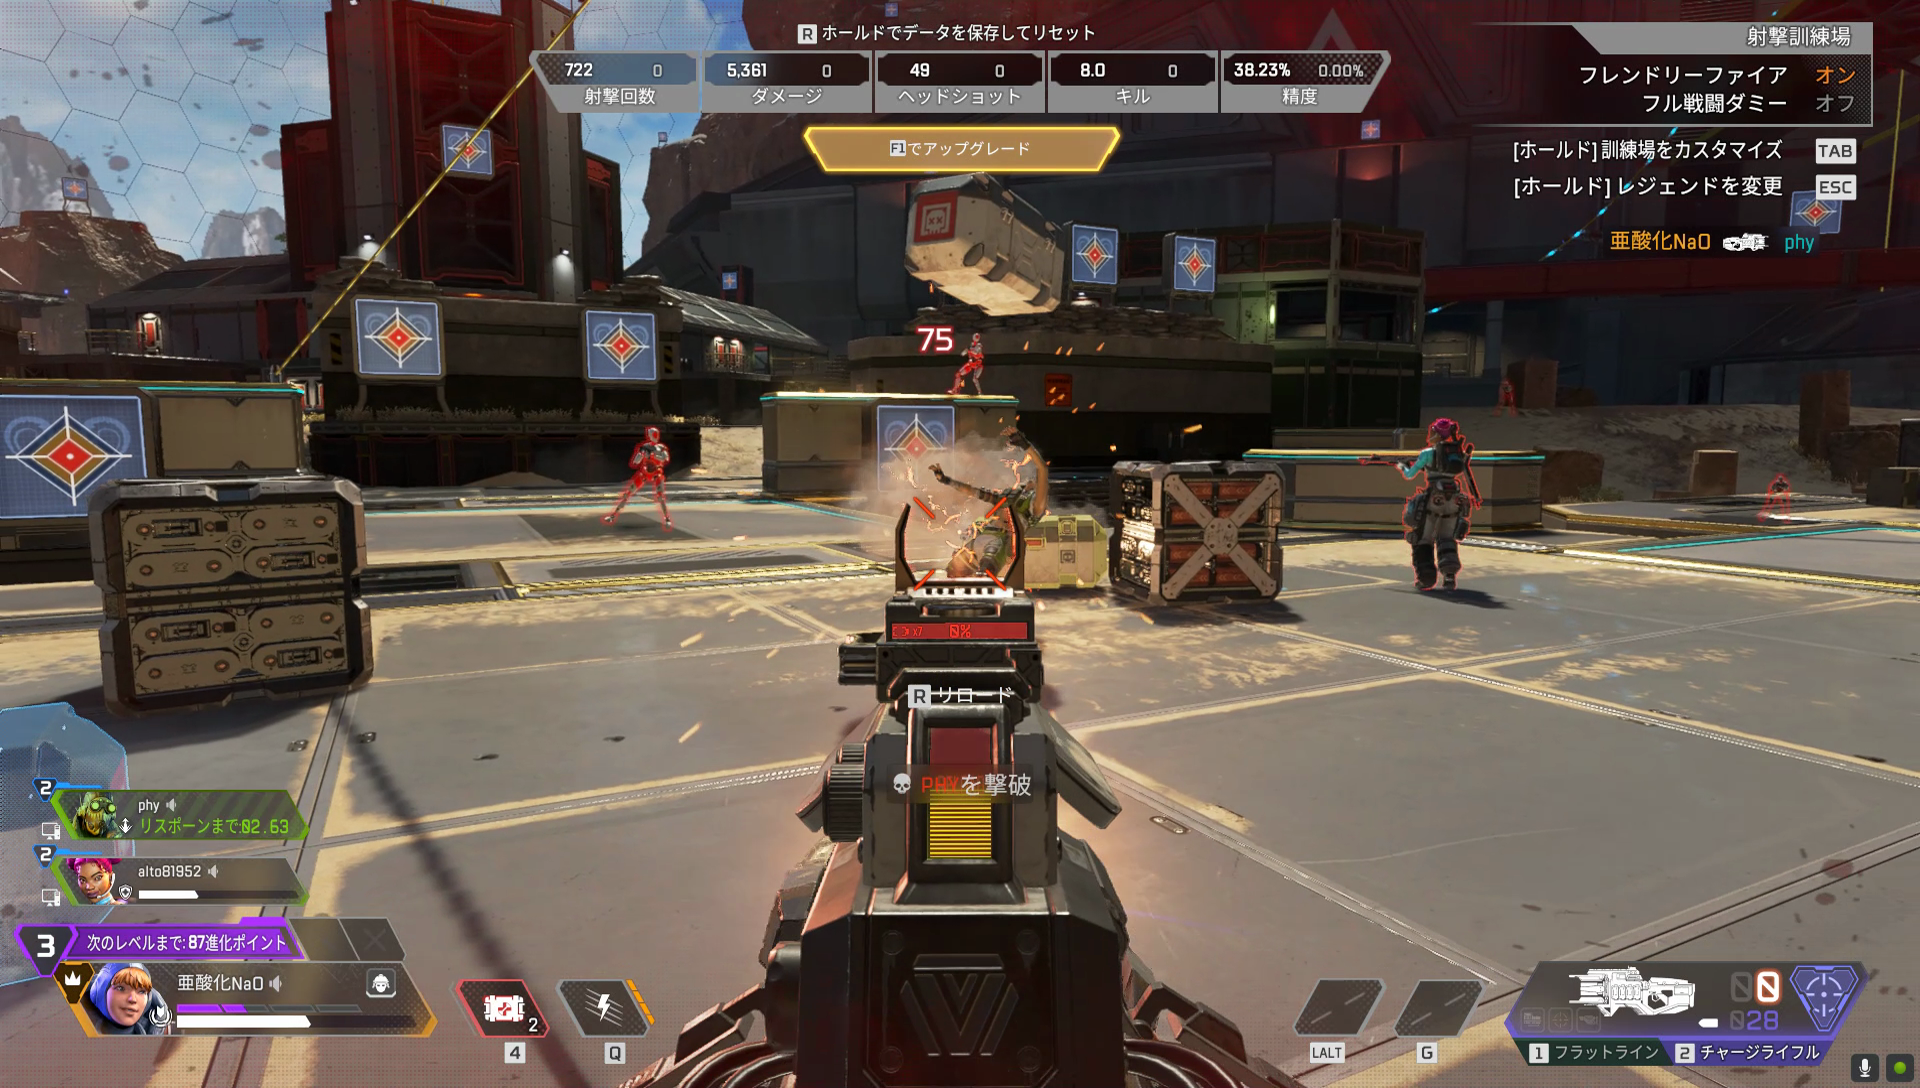 R ホールドでデータを保存してリセット
722 0
射撃回数
5,361 0
ダメージ
49 0
ヘッドショット
8.0 0
キル
38.23% 0.00%
精度
F1でアップグレード
射撃訓練場
フレンドリーファイア オン
フル戦闘ダミー オフ
[ホールド]訓練場をカスタマイズ TAB
[ホールド]レジェンドを変更 ESC
亜酸化NaO phy
75
0%
R リロード
PHYを撃破
2
phy
リスポーンまで:02.63
2
alto81952
3
次のレベルまで: 87進化ポイント
亜酸化NaO
2
4
Q
LALT
G
00
028
1 フラットライン
2 チャージライフル